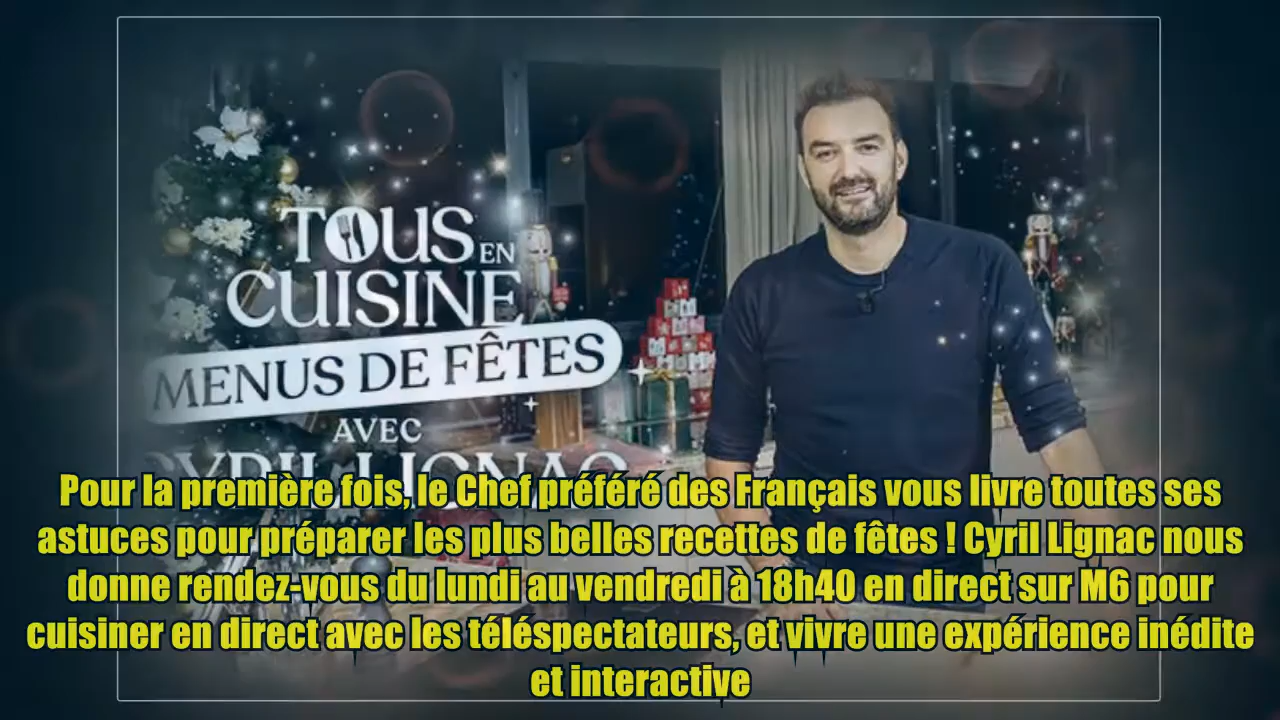 TOUS EN
CUISINE
MENUS DE FÊTES
AVEC
CYRIL LIGNAC
Pour la première fois, le Chef préféré des Français vous livre toutes ses
astuces pour préparer les plus belles recettes de fêtes ! Cyril Lignac nous
donne rendez-vous du lundi au vendredi à 18h40 en direct sur M6 pour
cuisiner en direct avec les téléspectateurs, et vivre une expérience inédite
et interactive